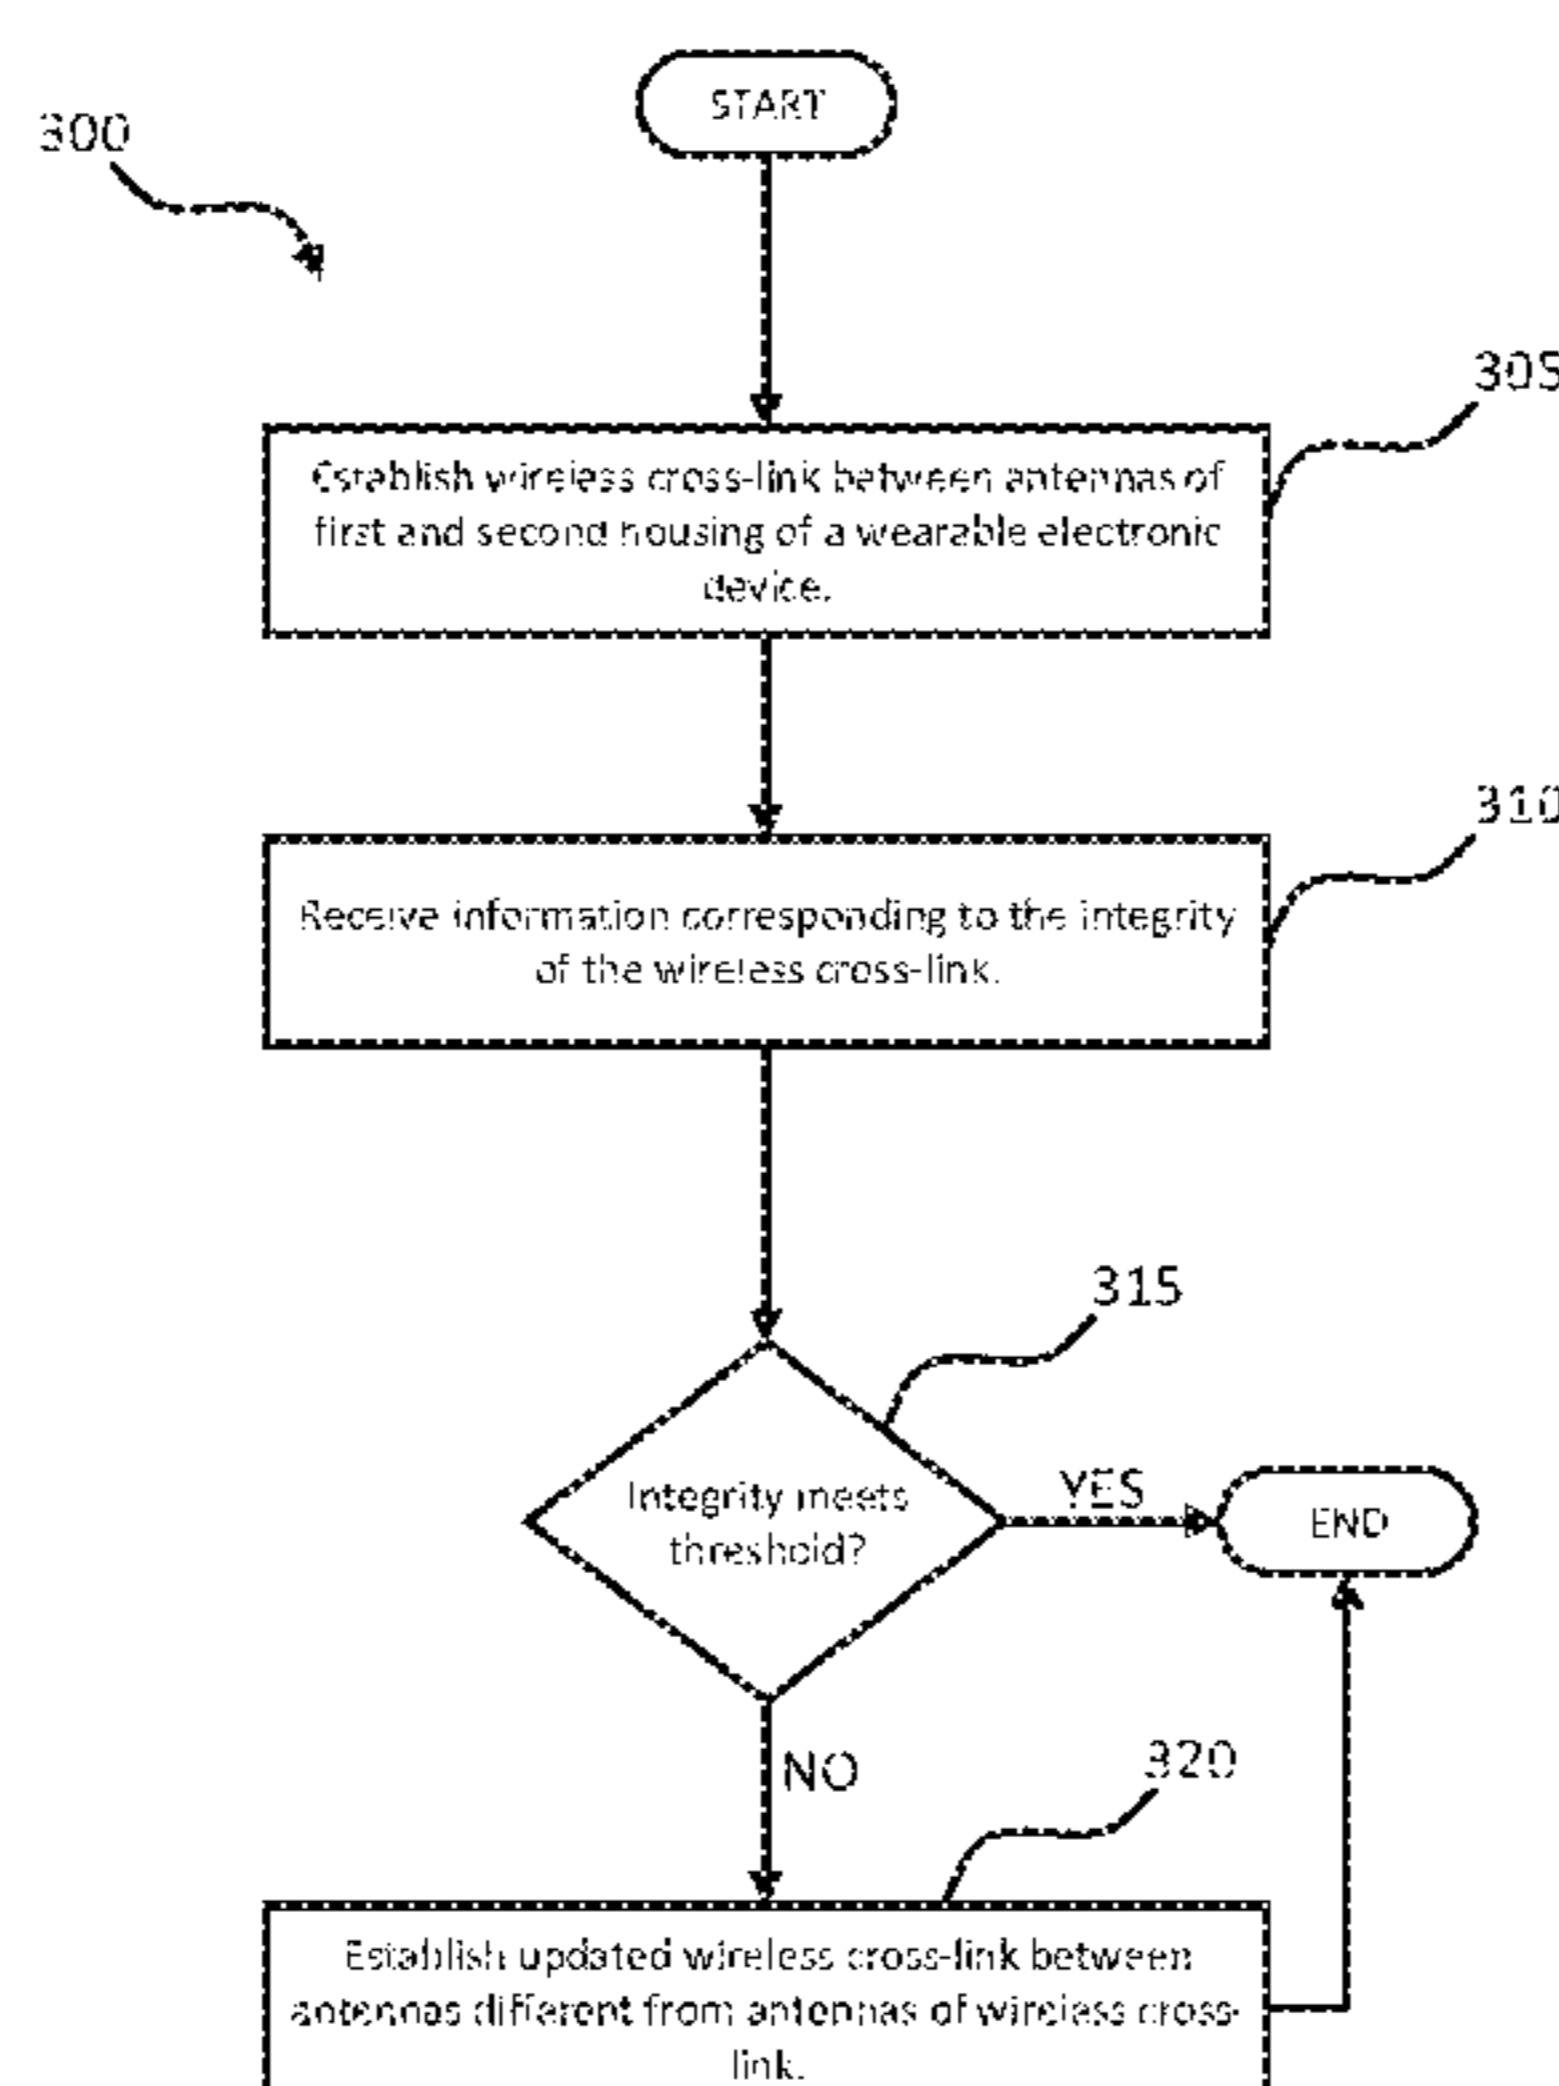 START
300
305
Establish wireless cross-link between antennas of
first and second housing of a wearable electronic
device.
310
Receive information corresponding to the integrity
of the wireless cross-link.
315
Integrity meets
threshold?
YES
END
NO
320
Establish updated wireless cross-link between
antennas different from antennas of wireless cross-
link.